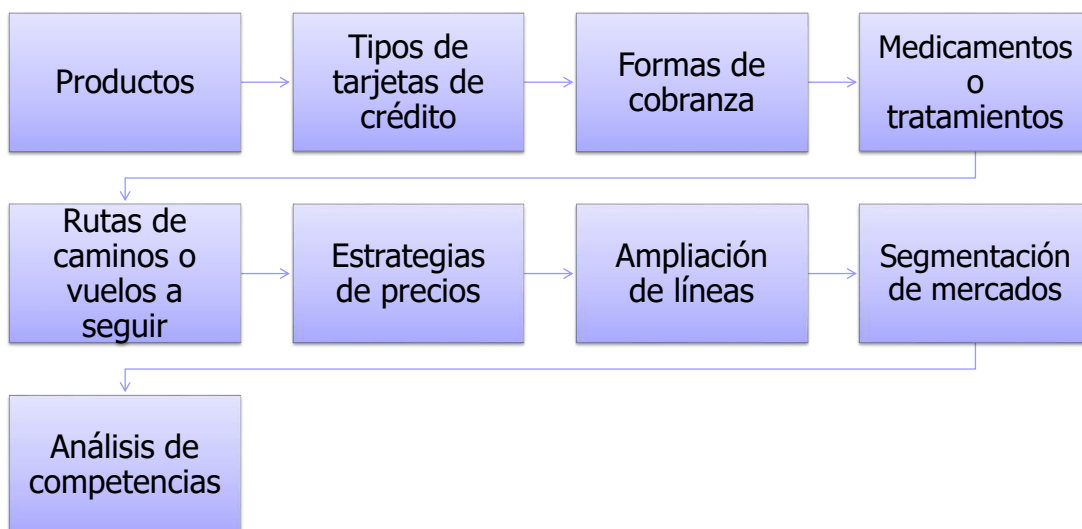 Productos
Tipos de
tarjetas de
crédito
Formas de
cobranza
Medicamentos
o
tratamientos
Rutas de
caminos o
vuelos a
seguir
Estrategias
de precios
Ampliación
de líneas
Segmentación
de mercados
Análisis de
competencias